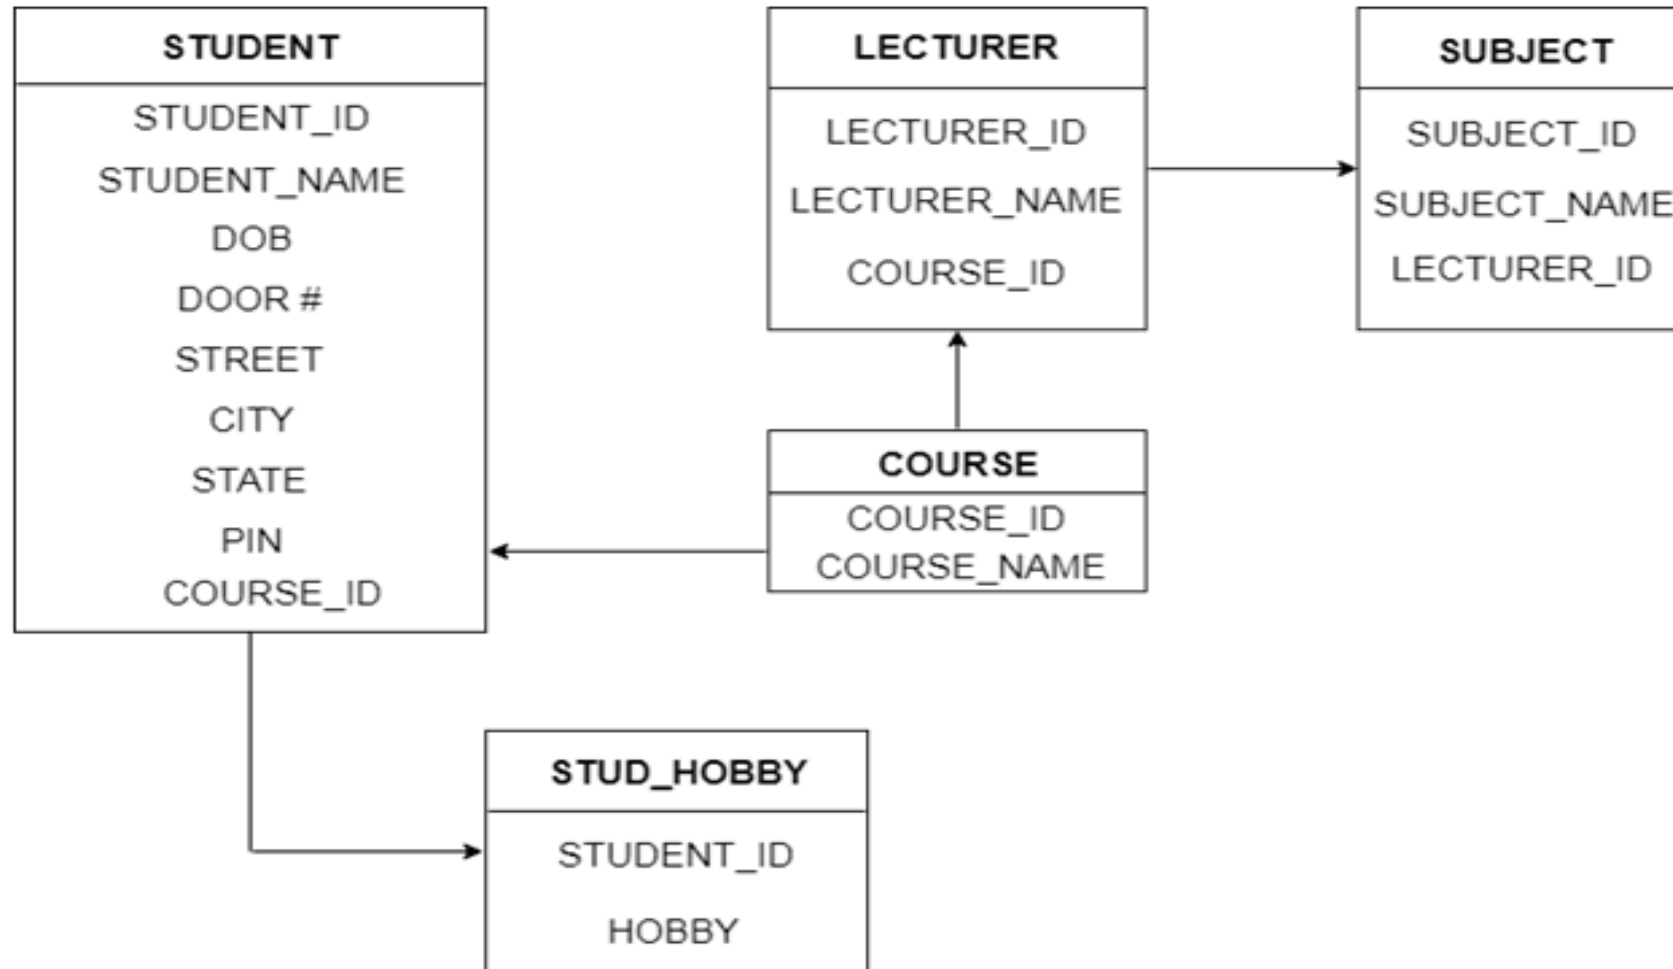 STUDENT
STUDENT_ID
STUDENT_NAME
DOB
DOOR #
STREET
CITY
STATE
PIN
COURSE_ID
LECTURER
LECTURER_ID
LECTURER_NAME
COURSE_ID
SUBJECT
SUBJECT_ID
SUBJECT_NAME
LECTURER_ID
COURSE
COURSE_ID
COURSE_NAME
STUD_HOBBY
STUDENT_ID
HOBBY